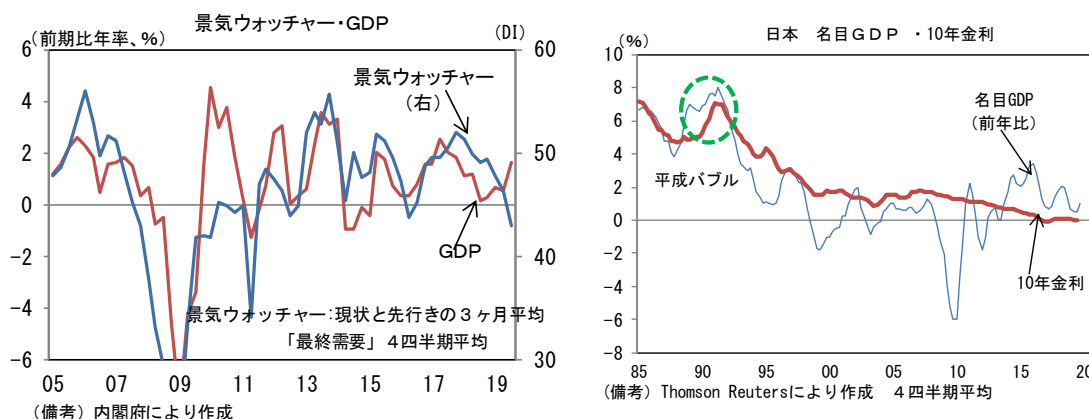 景気ウォッチャー・GDP
(前期比年率、%)
(DI)
6
4
2
0
-2
-4
-6
60
50
40
30
景気ウォッチャー
(右)
GDP
景気ウォッチャー:現状と先行きの3ヶ月平均
「最終需要」 4四半期平均
05 07 09 11 13 15 17 19
(備考) 内閣府により作成
日本 名目GDP ・10年金利
(%)
10
8
6
4
2
0
-2
-4
-6
-8
名目GDP
(前年比)
平成バブル
10年金利
85 90 95 00 05 10 15 20
(備考) Thomson Reutersにより作成 4四半期平均